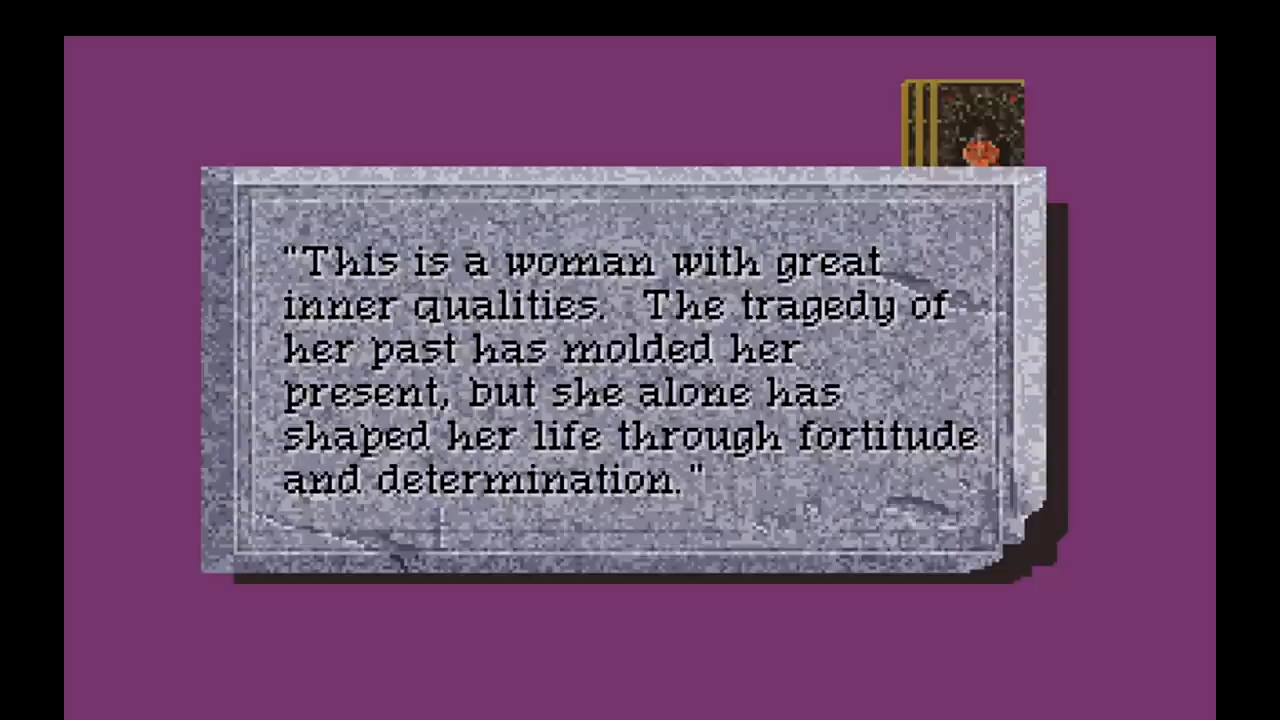 "This is a woman with great
inner qualities.  The tragedy of
her past has molded her
present, but she alone has
shaped her life through fortitude
and determination."